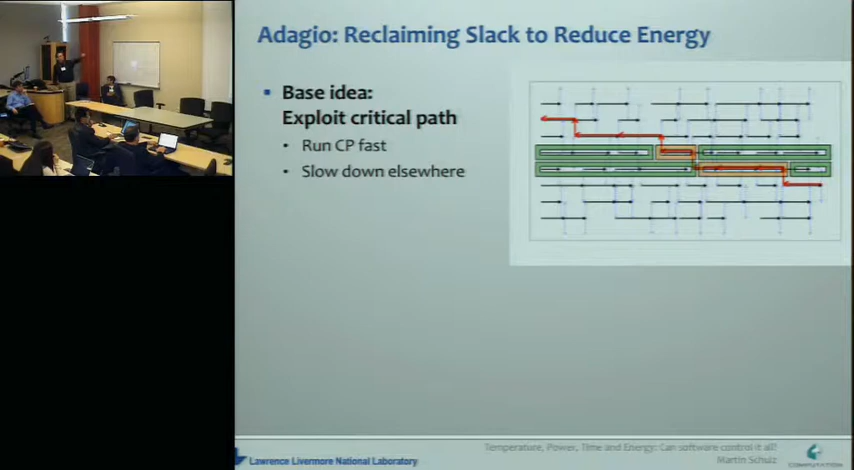 Adagio: Reclaiming Slack to Reduce Energy
Base idea:
Exploit critical path
Run CP fast
Slow down elsewhere
Temperature, Power, Time and Energy: Can software control it all?
Martin Schulz
Lawrence Livermore National Laboratory
COMPUTATION